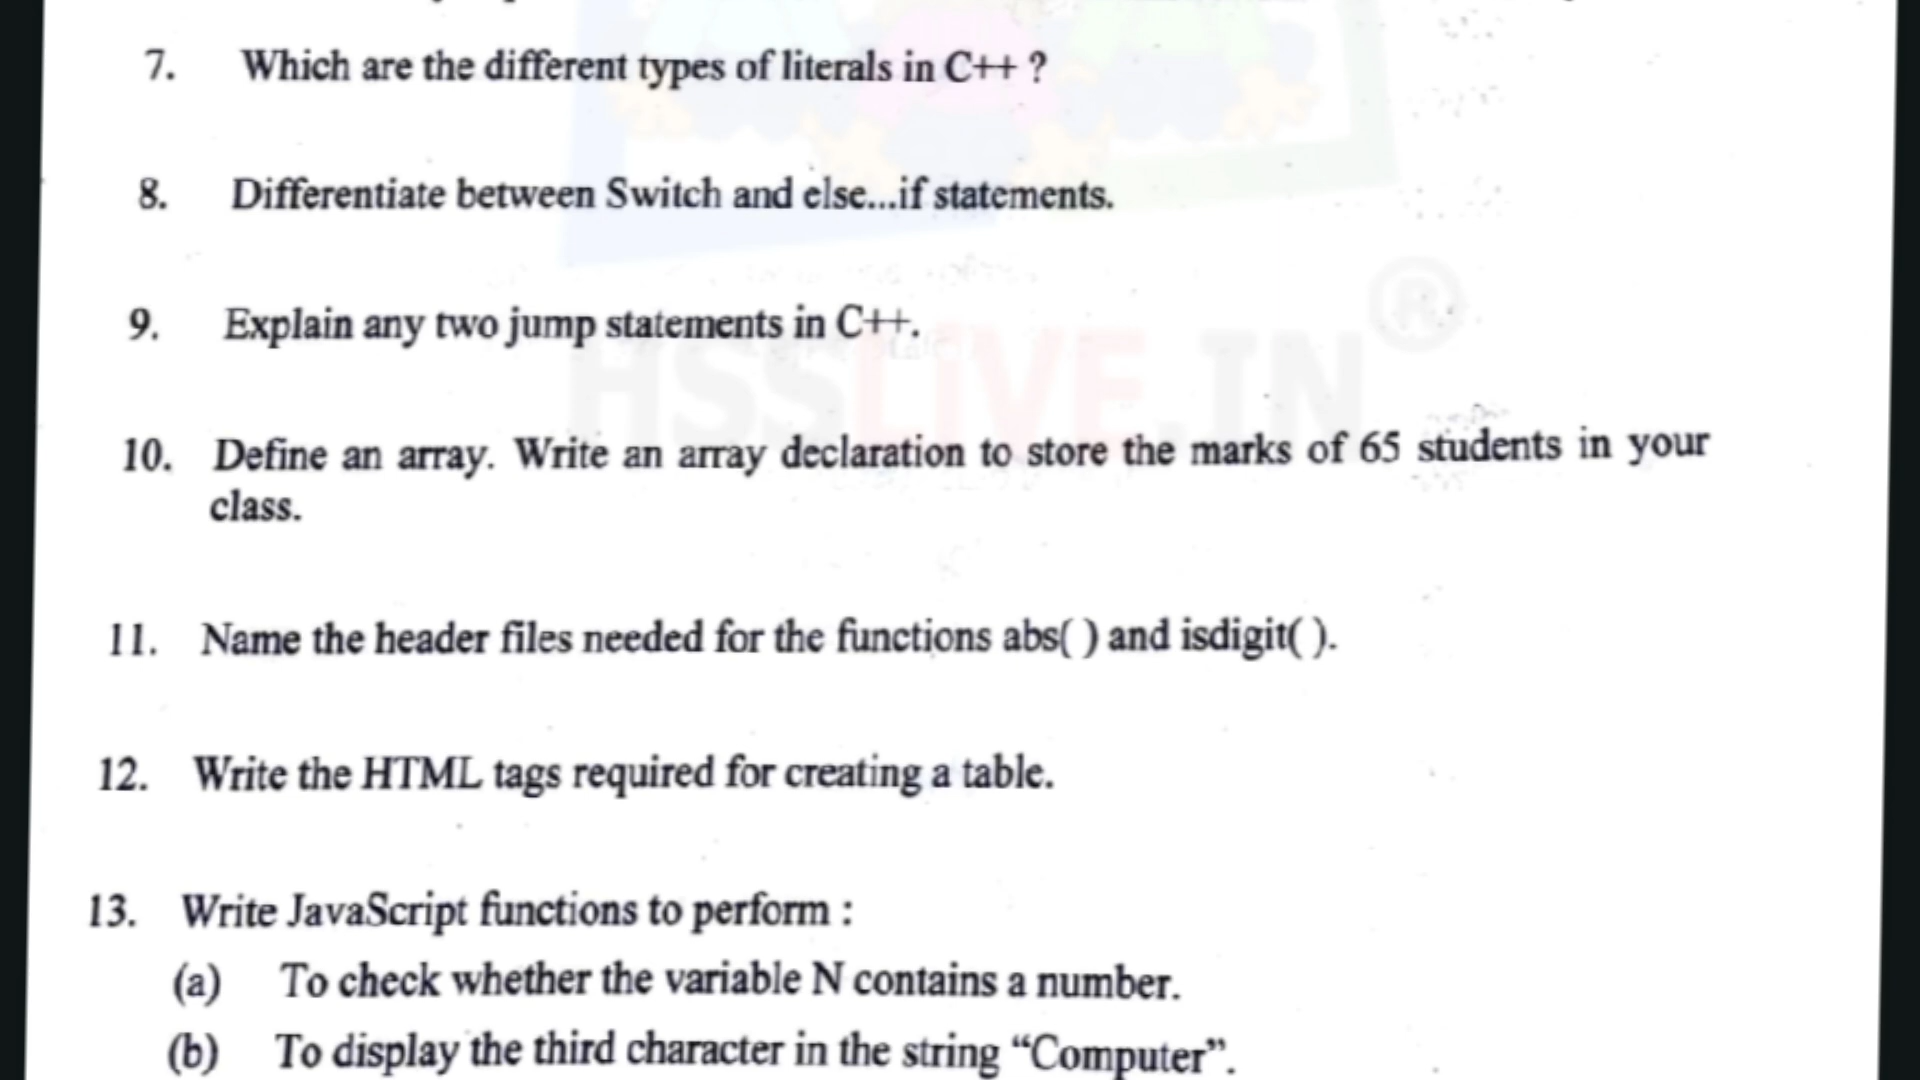 7. Which are the different types of literals in C++ ?
8. Differentiate between Switch and else...if statements.
9. Explain any two jump statements in C++.
HSSLiVE.IN®
10. Define an array. Write an array declaration to store the marks of 65 students in your
class.
11. Name the header files needed for the functions abs( ) and isdigit( ).
12. Write the HTML tags required for creating a table.
13. Write JavaScript functions to perform :
(a) To check whether the variable N contains a number.
(b) To display the third character in the string “Computer”.